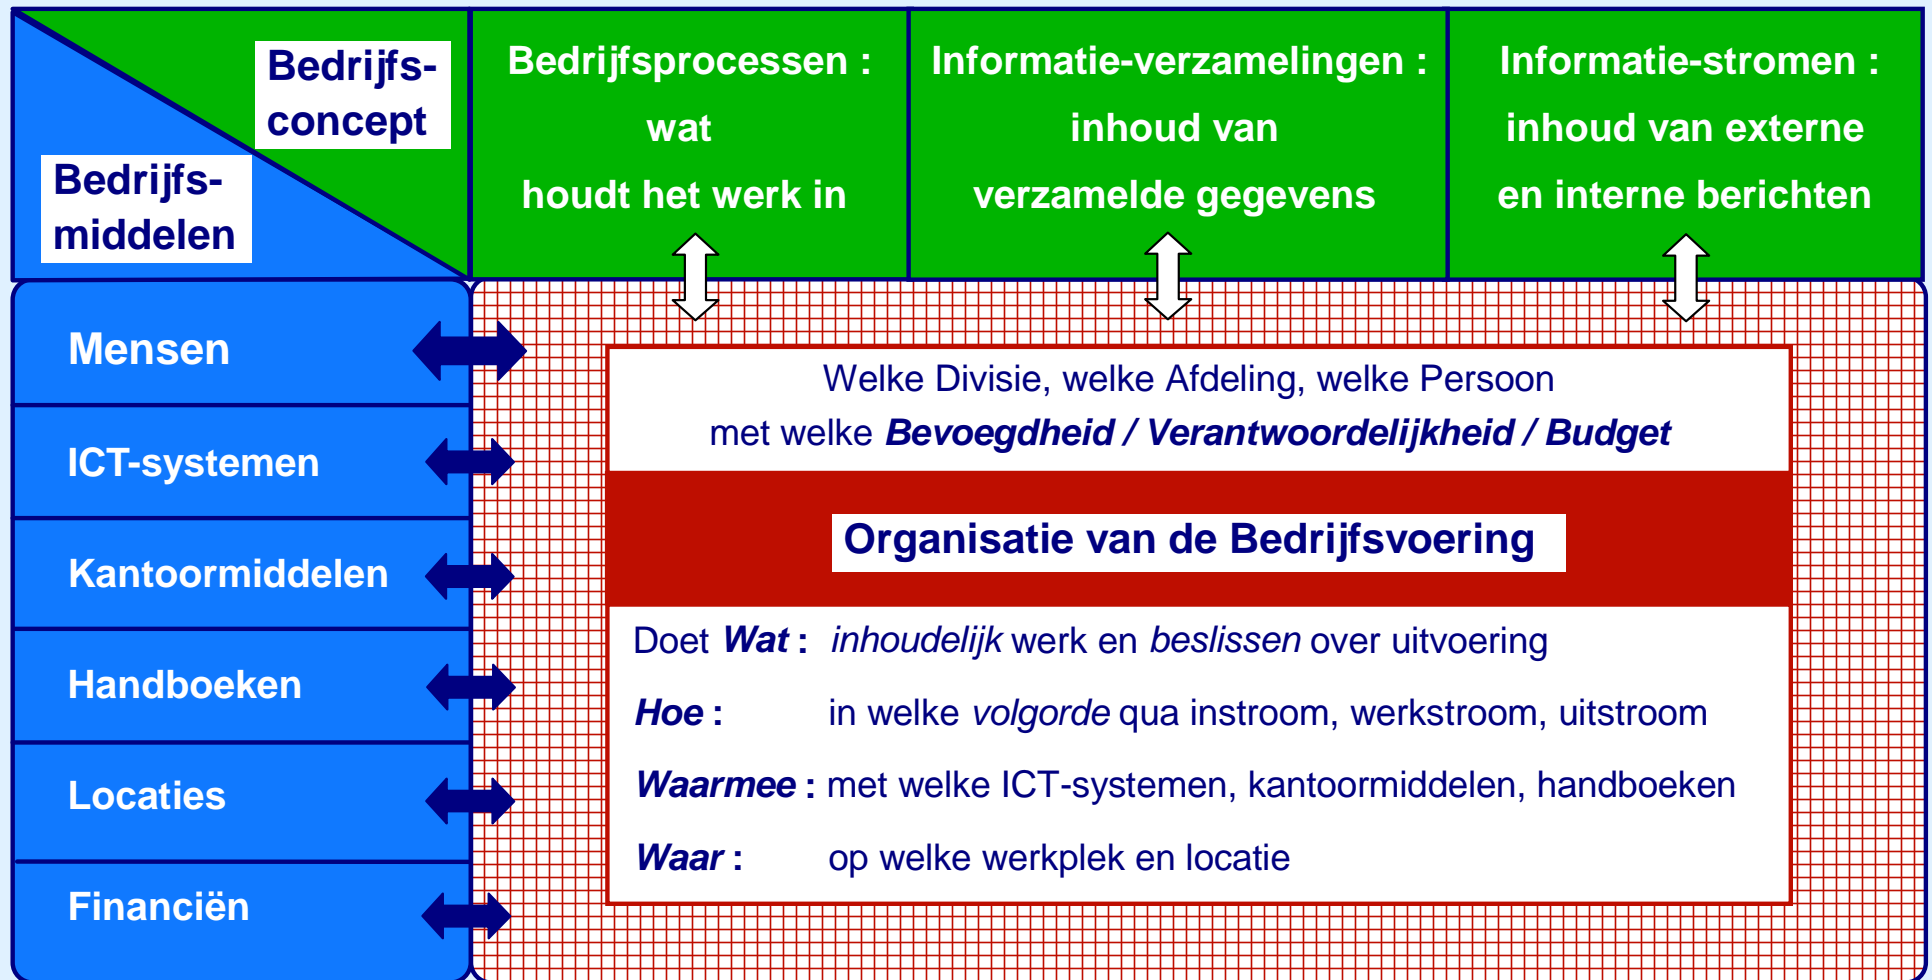 Bedrijfs-
concept
Bedrijfs-
middelen
Bedrijfsprocessen :
wat
houdt het werk in
Informatie-verzamelingen :
inhoud van
verzamelde gegevens
Informatie-stromen :
inhoud van externe
en interne berichten
Mensen
ICT-systemen
Kantoormiddelen
Handboeken
Locaties
Financiën
Welke Divisie, welke Afdeling, welke Persoon
met welke Bevoegdheid / Verantwoordelijkheid / Budget
Organisatie van de Bedrijfsvoering
Doet Wat : inhoudelijk werk en beslissen over uitvoering
Hoe : in welke volgorde qua instroom, werkstroom, uitstroom
Waarmee : met welke ICT-systemen, kantoormiddelen, handboeken
Waar : op welke werkplek en locatie